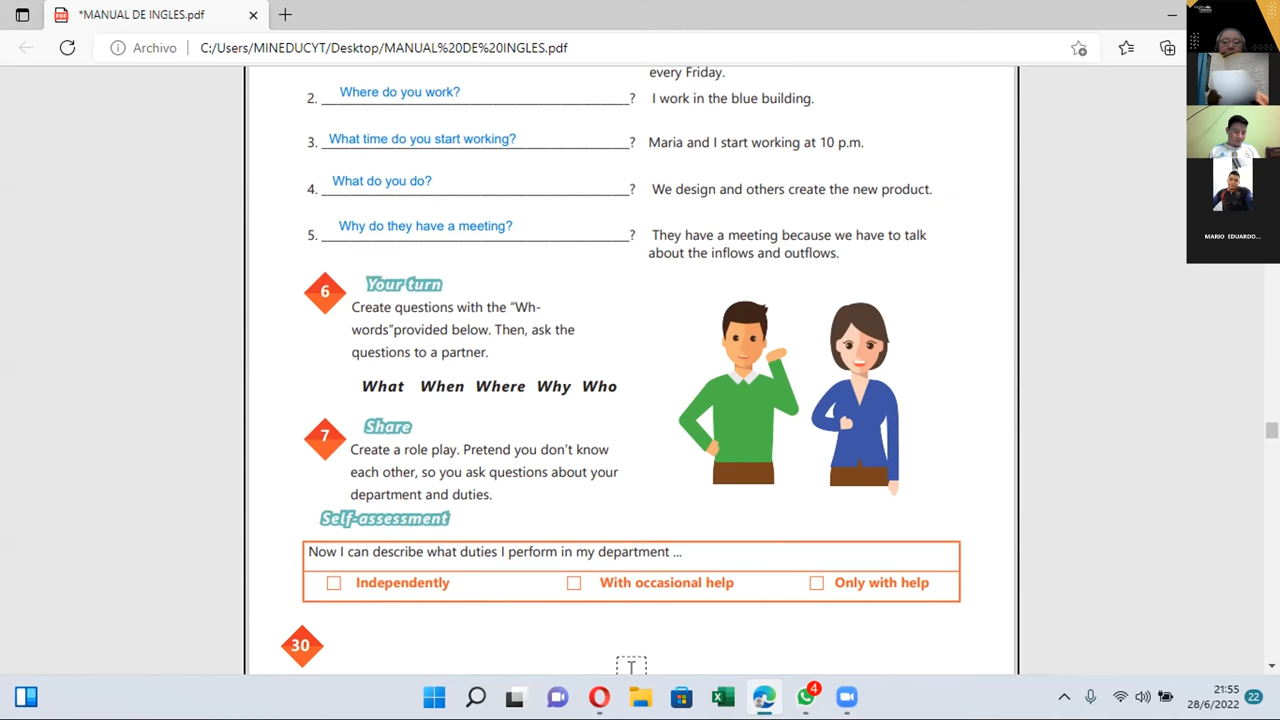 *MANUAL DE INGLES.pdf
Archivo
C:/Users/MINEDUCYT/Desktop/MANUAL%20DE%20INGLES.pdf
every Friday.
2. Where do you work? ? I work in the blue building.
3. What time do you start working? ? Maria and I start working at 10 p.m.
4. What do you do? ? We design and others create the new product.
5. Why do they have a meeting? ? They have a meeting because we have to talk
about the inflows and outflows.
6 Your turn
Create questions with the “Wh-
words”provided below. Then, ask the
questions to a partner.
What When Where Why Who
7 Share
Create a role play. Pretend you don’t know
each other, so you ask questions about your
department and duties.
Self-assessment
Now I can describe what duties I perform in my department ...
Independently With occasional help Only with help
30
MARIO EDUARDO...
4
21:55
28/6/2022
22